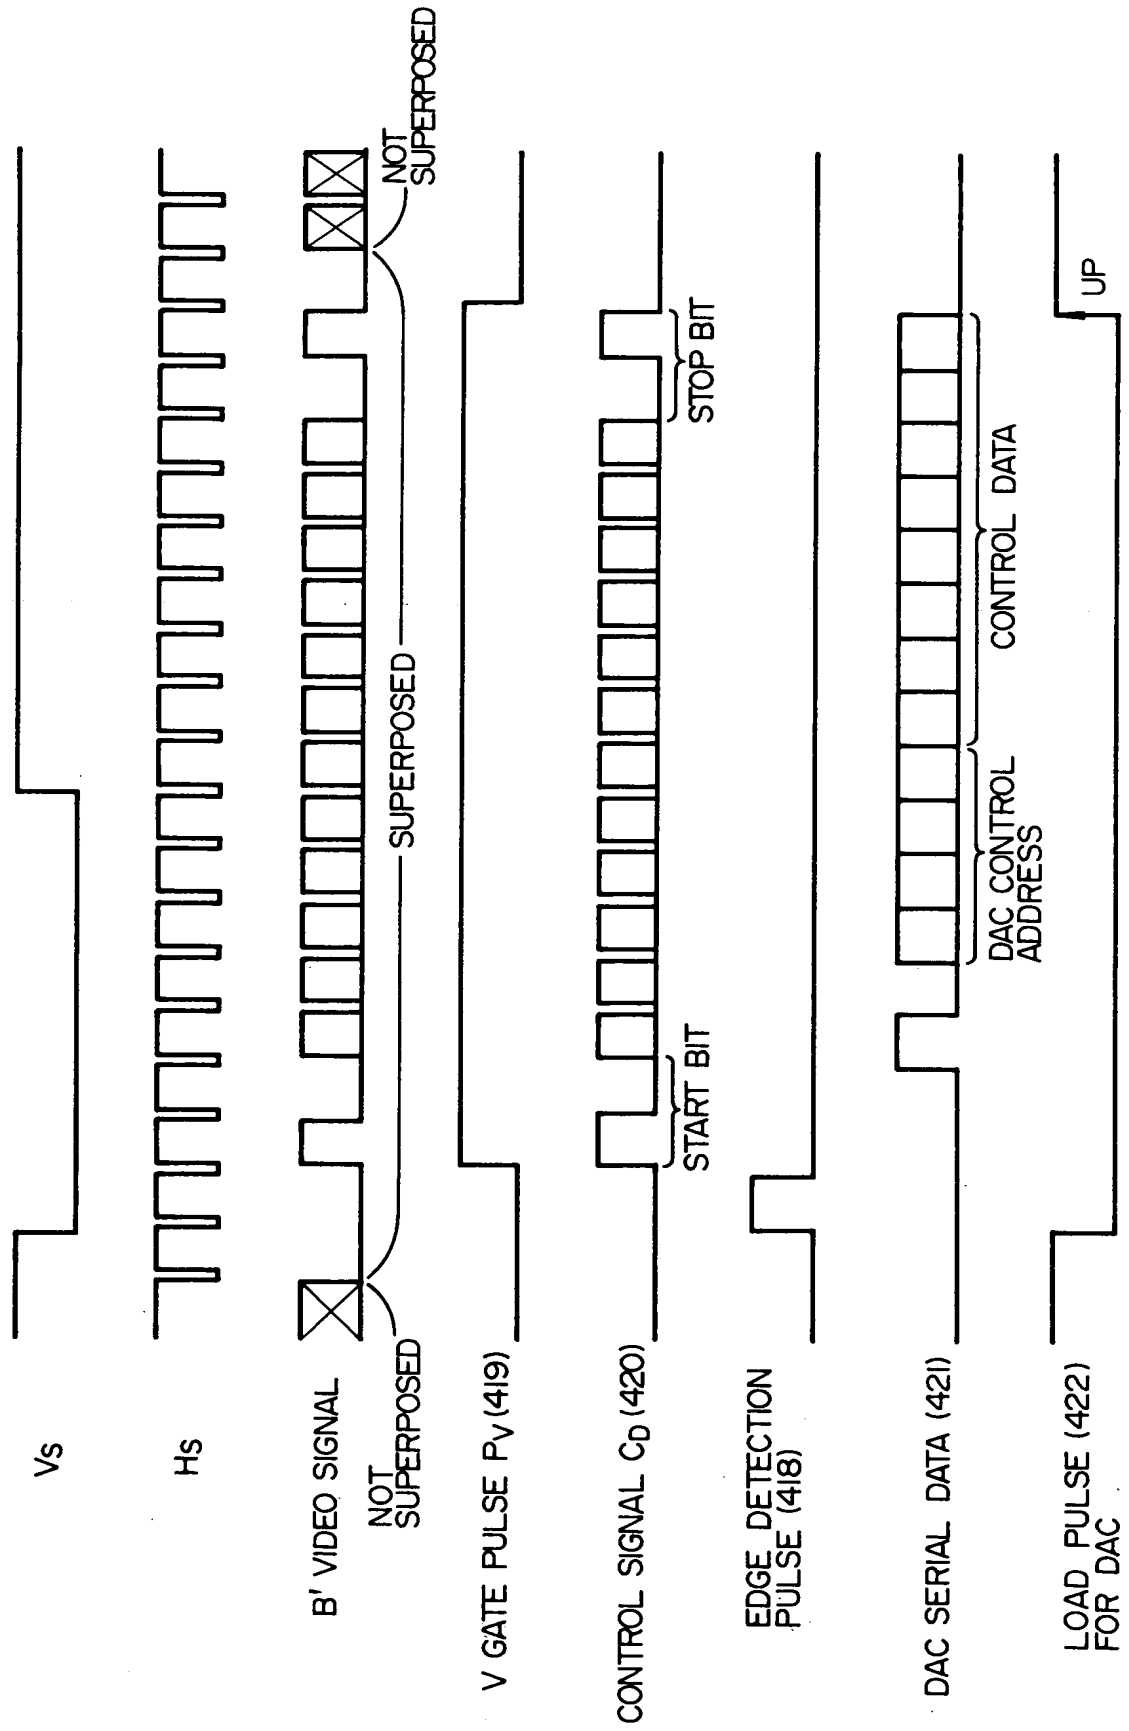 Vs
Hs
B' VIDEO SIGNAL
NOT
SUPERPOSED
SUPERPOSED
NOT
SUPERPOSED
V GATE PULSE Pv (419)
CONTROL SIGNAL CD (420)
START BIT
STOP BIT
EDGE DETECTION
PULSE (418)
DAC SERIAL DATA (421)
DAC CONTROL
ADDRESS
CONTROL DATA
LOAD PULSE (422)
FOR DAC
UP